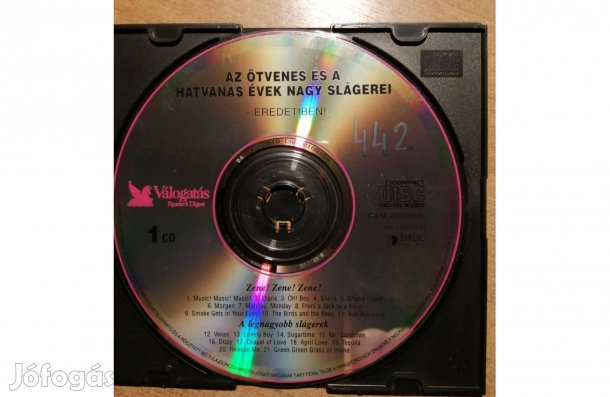 AZ ÖTVENES ÉS A
HATVANAS ÉVEK NAGY SLÁGEREI
- EREDETIBEN!
442
Válogatás
Reader's Digest
1 CD
COMPACT
disc
DIGITAL AUDIO
DADC
Zene! Zene! Zene!
1. Music! Music! Music! 2. Diana 3. Oh! Boy 4. Sheila 5. Stupid Cupid
6. Morgen 7. Monday, Monday 8. From a Jack to a King
9. Smoke Gets in Your Eyes 10. The Birds and the Bees 11. Bye Bye Love
A legnagyobb slágerek
12. Venus 13. Lonely Boy 14. Sugartime 15. Mr. Sandman
16. Dizzy 17. Chapel of Love 18. April Love 19. Tequila
20. Release Me 21. Green Green Grass of Home
Jófogás